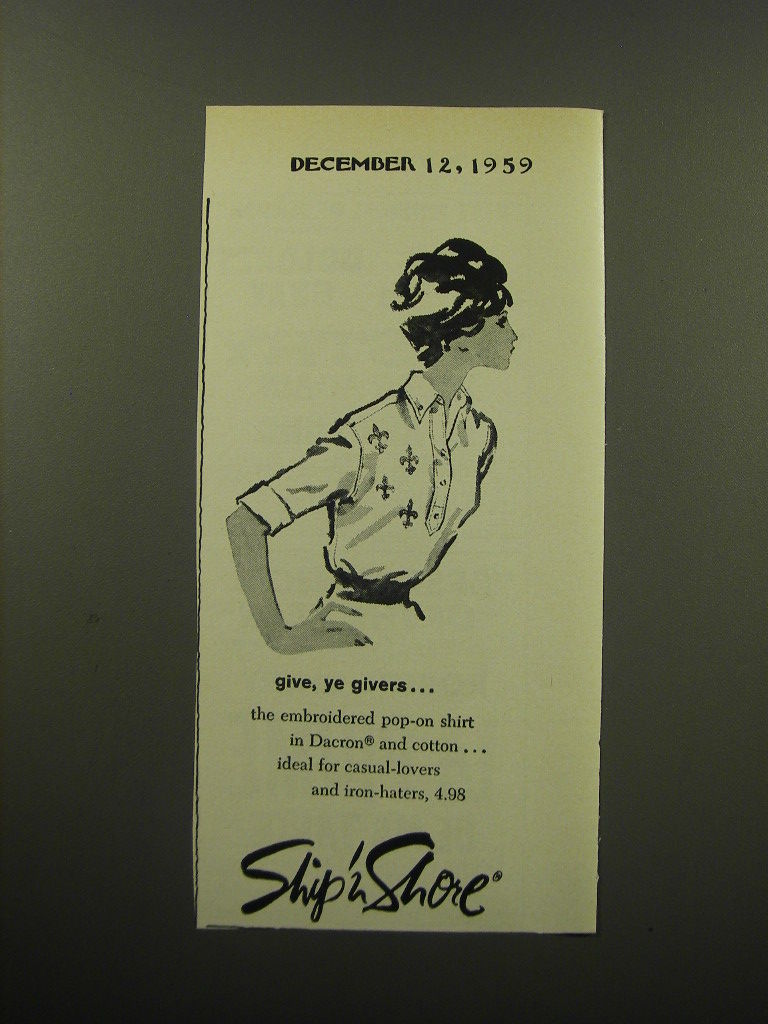 DECEMBER 12, 1959
give, ye givers...
the embroidered pop-on shirt
in Dacron® and cotton...
ideal for casual-lovers
and iron-haters, 4.98
Ship'n Shore®